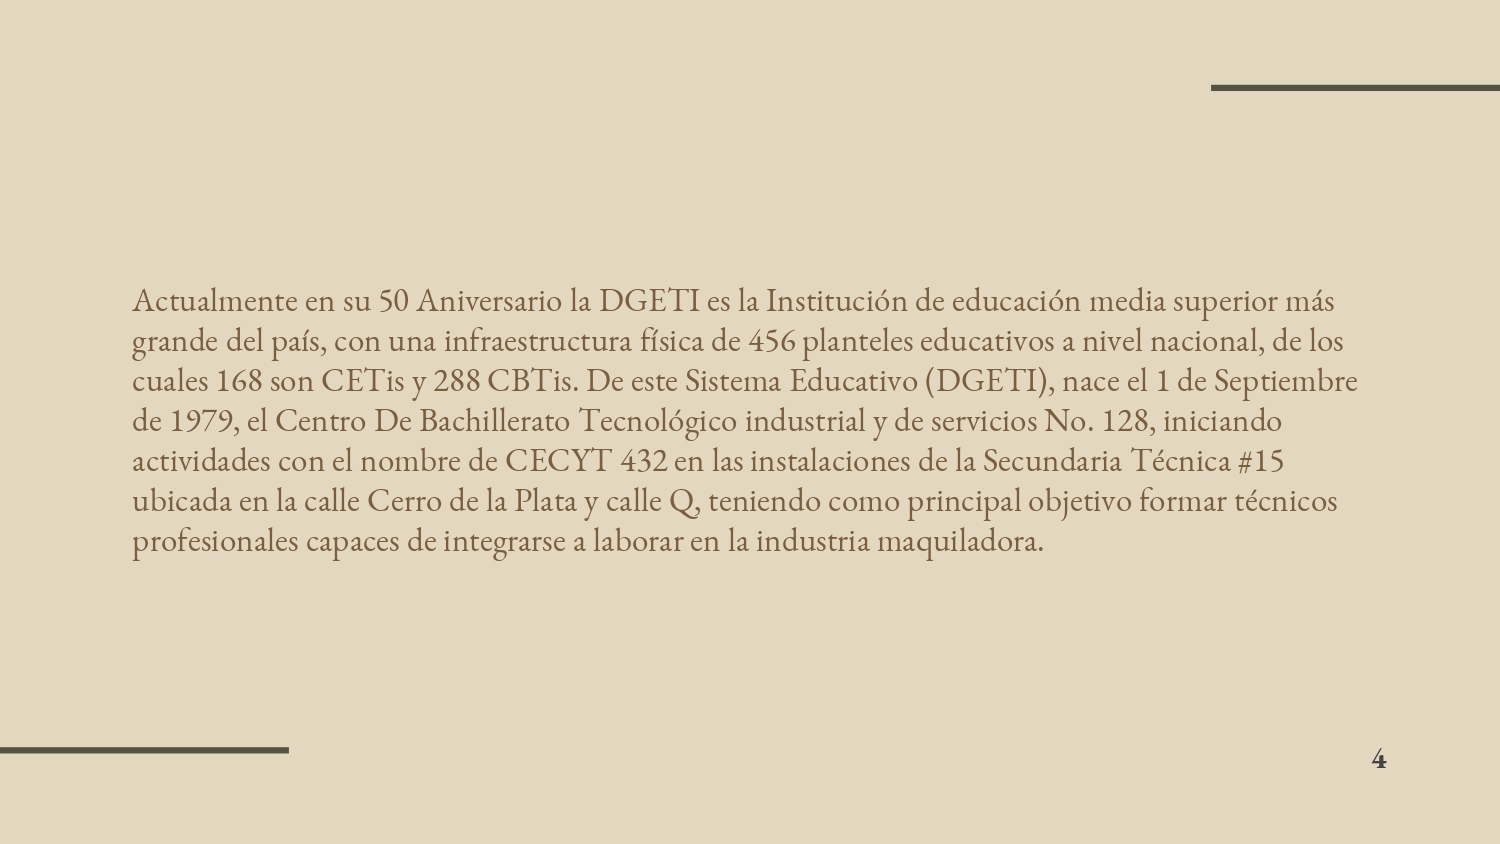 Actualmente en su 50 Aniversario la DGETI es la Institución de educación media superior más
grande del país, con una infraestructura física de 456 planteles educativos a nivel nacional, de los
cuales 168 son CETis y 288 CBTis. De este Sistema Educativo (DGETI), nace el 1 de Septiembre
de 1979, el Centro De Bachillerato Tecnológico industrial y de servicios No. 128, iniciando
actividades con el nombre de CECYT 432 en las instalaciones de la Secundaria Técnica #15
ubicada en la calle Cerro de la Plata y calle Q, teniendo como principal objetivo formar técnicos
profesionales capaces de integrarse a laborar en la industria maquiladora.
4